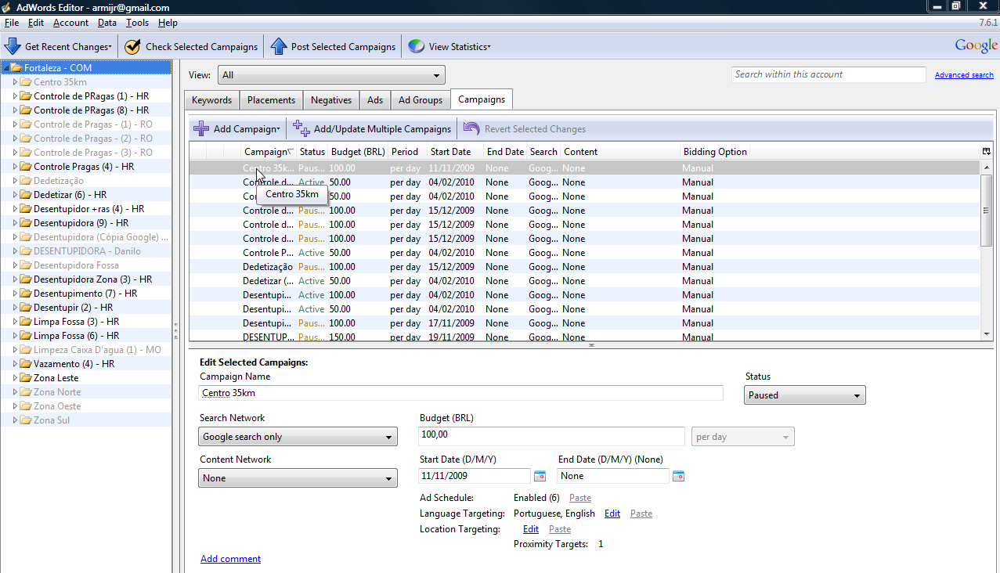 AdWords Editor - armijr@gmail.com
File Edit Account Data Tools Help 7.6.1
Get Recent Changes Check Selected Campaigns Post Selected Campaigns View Statistics Google
Fortaleza - COM
Centro 35km
Controle de PRagas (1) - HR
Controle de PRagas (8) - HR
Controle de Pragas - (1) - RO
Controle de Pragas - (2) - RO
Controle de Pragas - (3) - RO
Controle Pragas (4) - HR
Dedetização
Dedetizar (6) - HR
Desentupidor +ras (4) - HR
Desentupidora (9) - HR
Desentupidora (Cópia Google) ...
DESENTUPIDORA - Danilo
Desentupidora Fossa
Desentupidora Zona (3) - HR
Desentupimento (7) - HR
Desentupir (2) - HR
Limpa Fossa (3) - HR
Limpa Fossa (6) - HR
Limpeza Caixa D'agua (1) - MO
Vazamento (4) - HR
Zona Leste
Zona Norte
Zona Oeste
Zona Sul
View: All Search within this account Advanced search
Keywords Placements Negatives Ads Ad Groups Campaigns
Add Campaign Add/Update Multiple Campaigns Revert Selected Changes
Campaign Status Budget (BRL) Period Start Date End Date Search Content Bidding Option
Centro 35k... Paus... 100.00 per day 11/11/2009 None Goog... None Manual
Controle d... Active 50.00 per day 04/02/2010 None Goog... None Manual
Centro 35km
50.00 per day 04/02/2010 None Goog... None Manual
Controle d... Paus... 100.00 per day 15/12/2009 None Goog... None Manual
Controle d... Paus... 100.00 per day 15/12/2009 None Goog... None Manual
Controle d... Paus... 100.00 per day 15/12/2009 None Goog... None Manual
Controle P... Active 50.00 per day 04/02/2010 None Goog... None Manual
Dedetização Paus... 100.00 per day 15/12/2009 None Goog... None Manual
Dedetizar (... Active 50.00 per day 04/02/2010 None Goog... None Manual
Desentupi... Active 100.00 per day 04/02/2010 None Goog... None Manual
Desentupi... Active 50.00 per day 04/02/2010 None Goog... None Manual
Desentupi... Paus... 100.00 per day 17/11/2009 None Goog... None Manual
DESENTUP... Paus... 150.00 per day 19/11/2009 None Goog... None Manual
Edit Selected Campaigns:
Campaign Name Status
Centro 35km Paused
Search Network Budget (BRL)
Google search only 100,00 per day
Content Network Start Date (D/M/Y) End Date (D/M/Y) (None)
None 11/11/2009 None
Ad Schedule: Enabled (6) Paste
Language Targeting: Portuguese, English Edit Paste
Location Targeting: Edit Paste
Proximity Targets: 1
Add comment